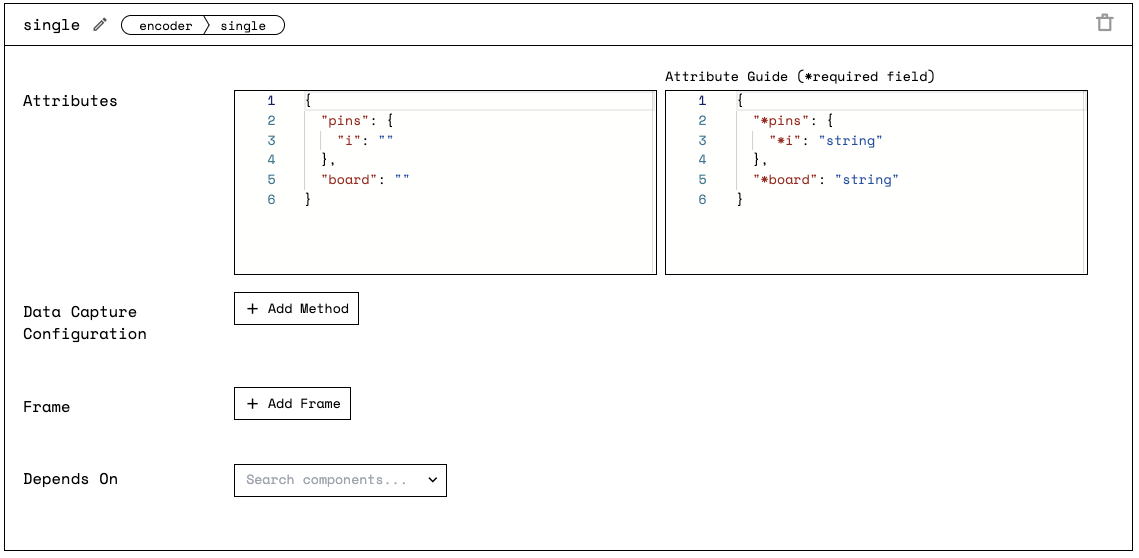 single encoder single
Attribute Guide (*required field)
Attributes
1 {
2 "pins": {
3 "i": ""
4 },
5 "board": ""
6 }
1 {
2 "*pins": {
3 "*i": "string"
4 },
5 "*board": "string"
6 }
Data Capture
Configuration
+ Add Method
Frame
+ Add Frame
Depends On
Search components...